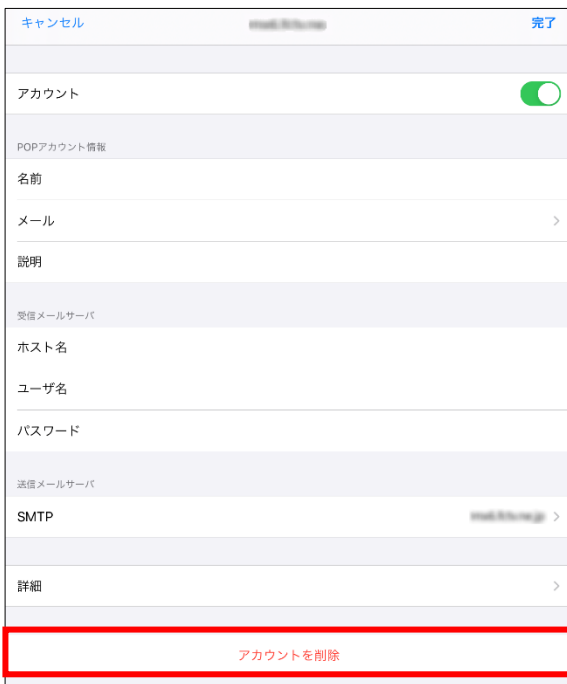 キャンセル 完了
アカウント
POPアカウント情報
名前
メール
説明
受信メールサーバ
ホスト名
ユーザ名
パスワード
送信メールサーバ
SMTP
詳細
アカウントを削除